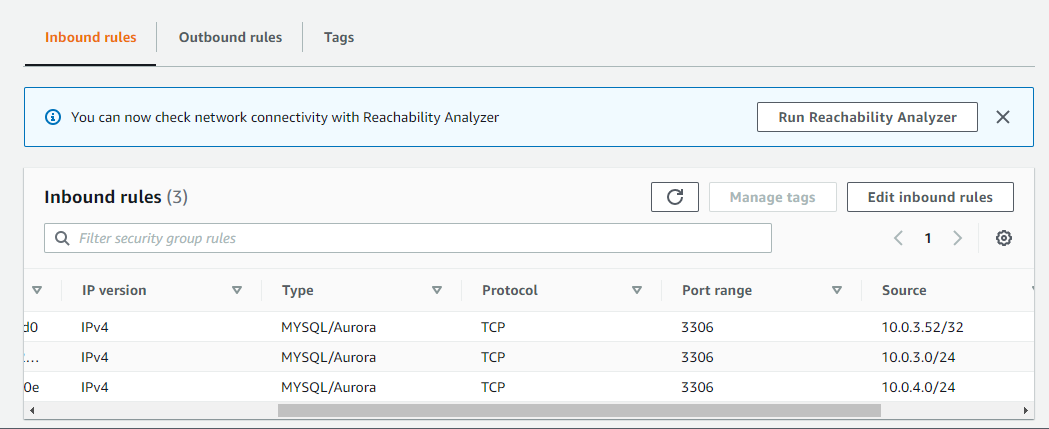 Inbound rules Outbound rules Tags
You can now check network connectivity with Reachability Analyzer Run Reachability Analyzer
Inbound rules (3) Manage tags Edit inbound rules
Filter security group rules 1
IP version Type Protocol Port range Source
d0 IPv4 MYSQL/Aurora TCP 3306 10.0.3.52/32
2... IPv4 MYSQL/Aurora TCP 3306 10.0.3.0/24
0e IPv4 MYSQL/Aurora TCP 3306 10.0.4.0/24